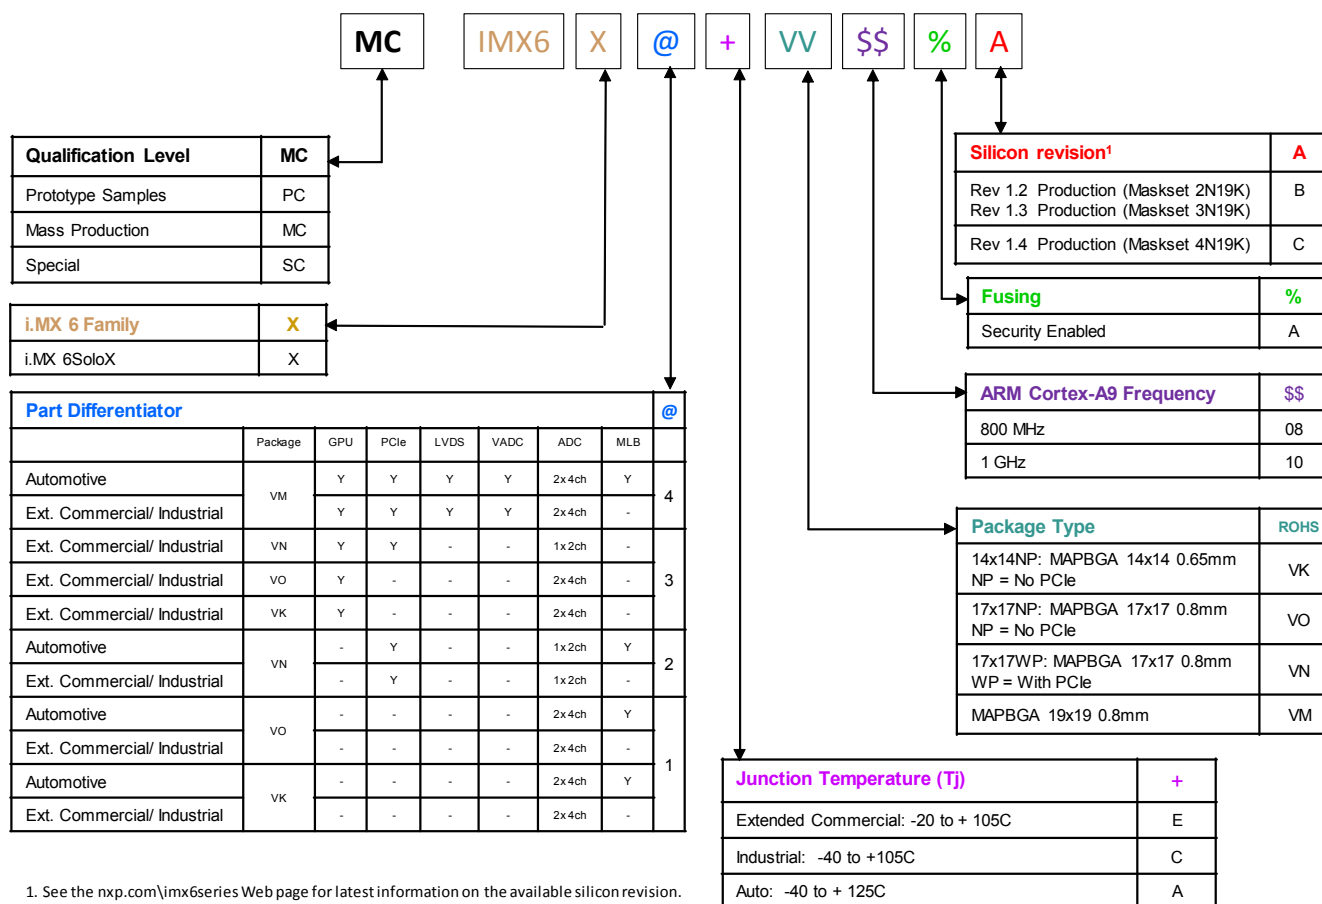 MC IMX6 X @ + VV $$ % A
Qualification Level MC
Prototype Samples PC
Mass Production MC
Special SC
i.MX 6 Family X
i.MX 6SoloX X
Part Differentiator @
Package GPU PCIe LVDS VADC ADC MLB
Automotive VM Y Y Y Y 2x4ch Y 4
Ext. Commercial/ Industrial Y Y Y Y 2x4ch -
Ext. Commercial/ Industrial VN Y Y - - 1x2ch - 3
Ext. Commercial/ Industrial VO Y - - - 2x4ch -
Ext. Commercial/ Industrial VK Y - - - 2x4ch -
Automotive VN - Y - - 1x2ch Y 2
Ext. Commercial/ Industrial - Y - - 1x2ch -
Automotive VO - - - - 2x4ch Y 1
Ext. Commercial/ Industrial - - - - 2x4ch -
Automotive VK - - - - 2x4ch Y
Ext. Commercial/ Industrial - - - - 2x4ch -
Silicon revision¹ A
Rev 1.2 Production (Maskset 2N19K) B
Rev 1.3 Production (Maskset 3N19K)
Rev 1.4 Production (Maskset 4N19K) C
Fusing %
Security Enabled A
ARM Cortex-A9 Frequency $$
800 MHz 08
1 GHz 10
Package Type ROHS
14x14NP: MAPBGA 14x14 0.65mm VK
NP = No PCIe
17x17NP: MAPBGA 17x17 0.8mm VO
NP = No PCIe
17x17WP: MAPBGA 17x17 0.8mm VN
WP = With PCIe
MAPBGA 19x19 0.8mm VM
Junction Temperature (Tj) +
Extended Commercial: -20 to + 105C E
Industrial: -40 to +105C C
Auto: -40 to + 125C A
1. See the nxp.com\imx6series Web page for latest information on the available silicon revision.